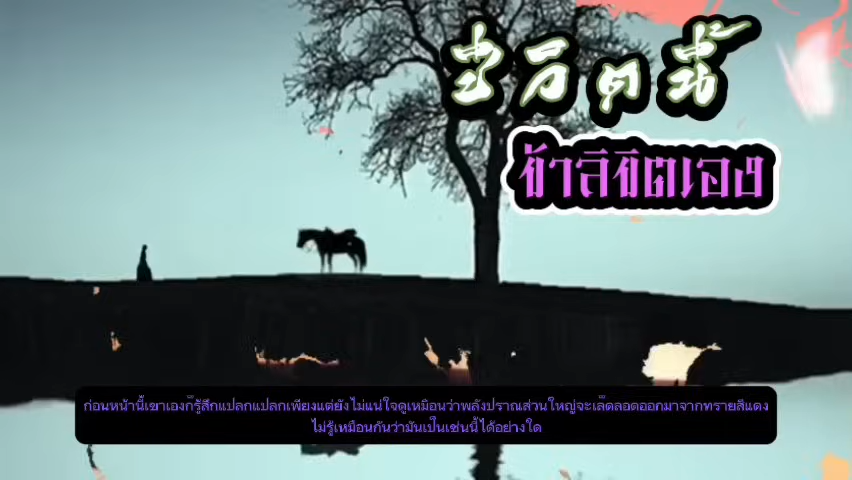 ชีวิตนี้
ข้าลิขิตเอง
ก่อนหน้านี้เขาเองก็รู้สึกแปลกแปลกเพียงแต่ยังไม่แน่ใจดูเหมือนว่าพลังปราณส่วนใหญ่จะเล็ดลอดออกมาจากทรายสีแดง
ไม่รู้เหมือนกันว่ามันเป็นเช่นนี้ได้อย่างใด